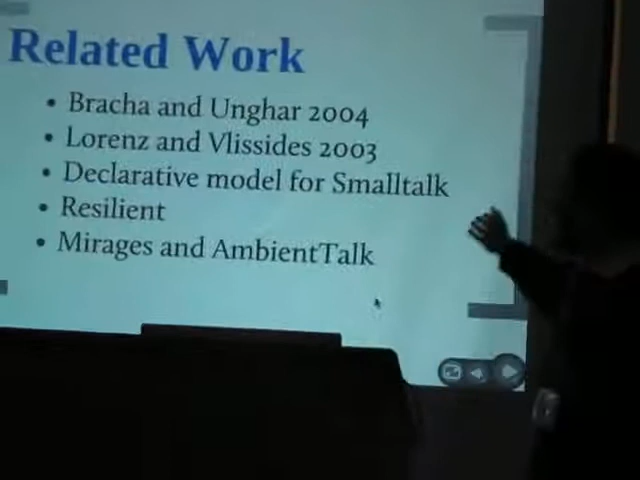 Related Work
• Bracha and Unghar 2004
• Lorenz and Vlissides 2003
• Declarative model for Smalltalk
• Resilient
• Mirages and AmbientTalk